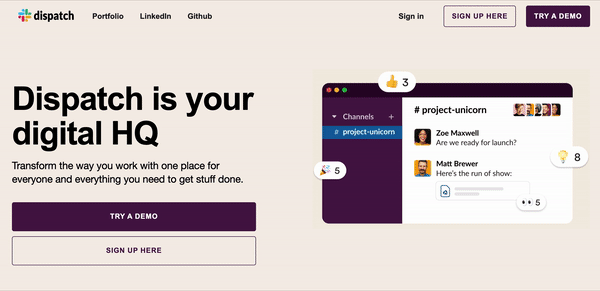 dispatch
Portfolio LinkedIn Github Sign in SIGN UP HERE TRY A DEMO
Dispatch is your
digital HQ
Transform the way you work with one place for
everyone and everything you need to get stuff done.
TRY A DEMO
SIGN UP HERE
3
Channels +
# project-unicorn
# project-unicorn
Zoe Maxwell
Are we ready for launch?
Matt Brewer
Here's the run of show:
8
5
5